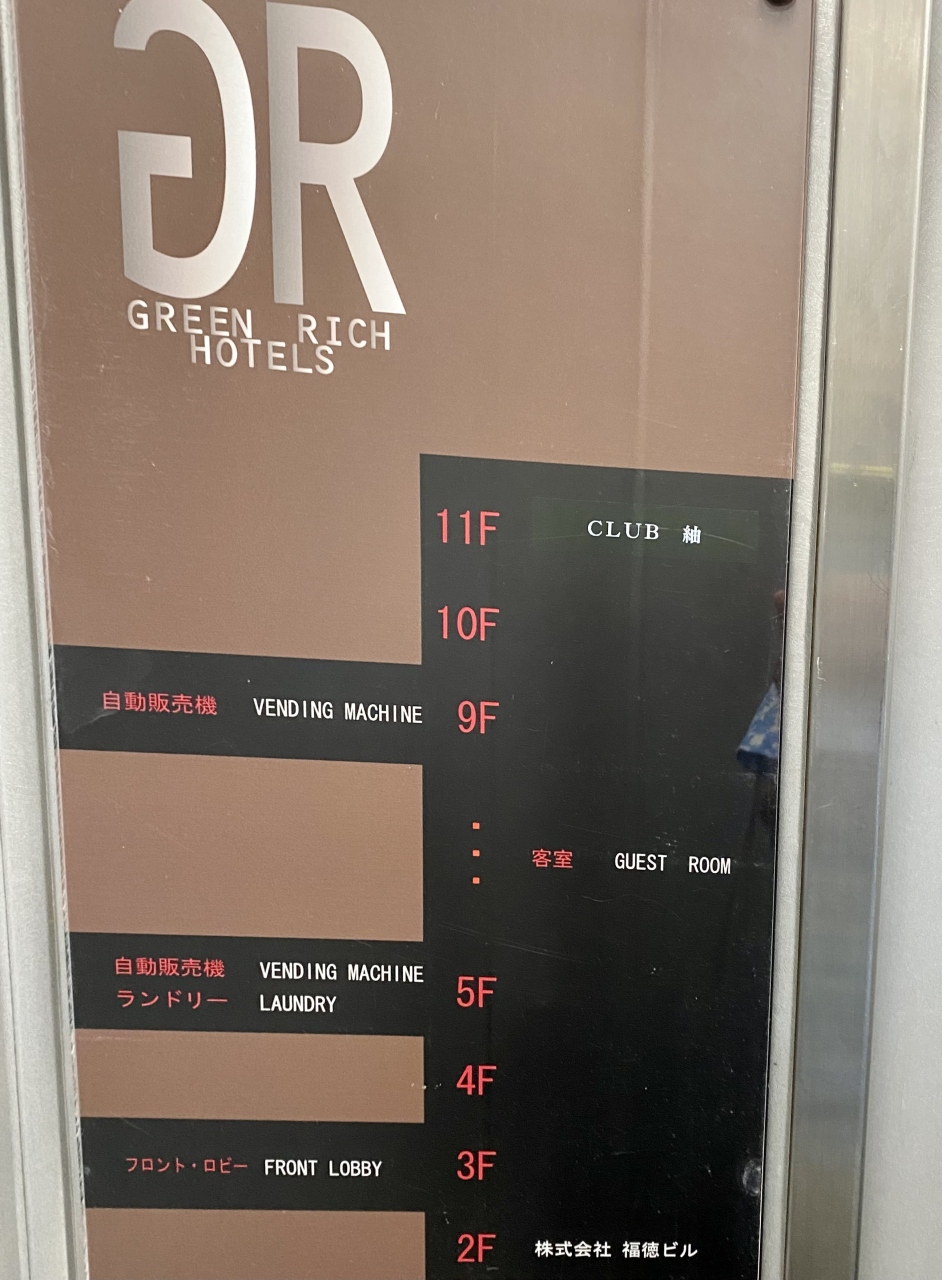 GR
GREEN RICH
HOTELS
11F CLUB 紬
10F
自動販売機 VENDING MACHINE 9F
客室 GUEST ROOM
自動販売機 VENDING MACHINE
ランドリー LAUNDRY 5F
4F
フロント・ロビー FRONT LOBBY 3F
2F 株式会社 福徳ビル